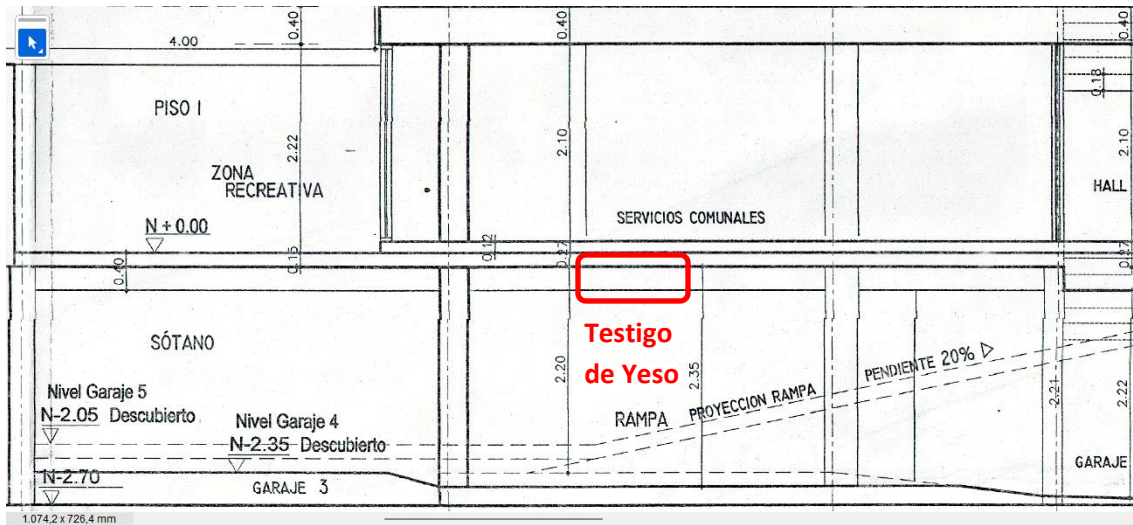 4.00
0.40
0.40
0.40
PISO 1
2.22
2.10
0.18
2.10
ZONA
RECREATIVA
HALL
SERVICIOS COMUNALES
N + 0.00
0.15
0.12
0.27
0.27
0.40
Testigo
de Yeso
SÓTANO
2.20
2.35
PENDIENTE 20%
PROYECCION RAMPA
RAMPA
2.21
2.22
Nivel Garaje 5
N-2.05 Descubierto
Nivel Garaje 4
N-2.35 Descubierto
N-2.70
GARAJE 3
GARAJE
1.074,2 x 726,4 mm